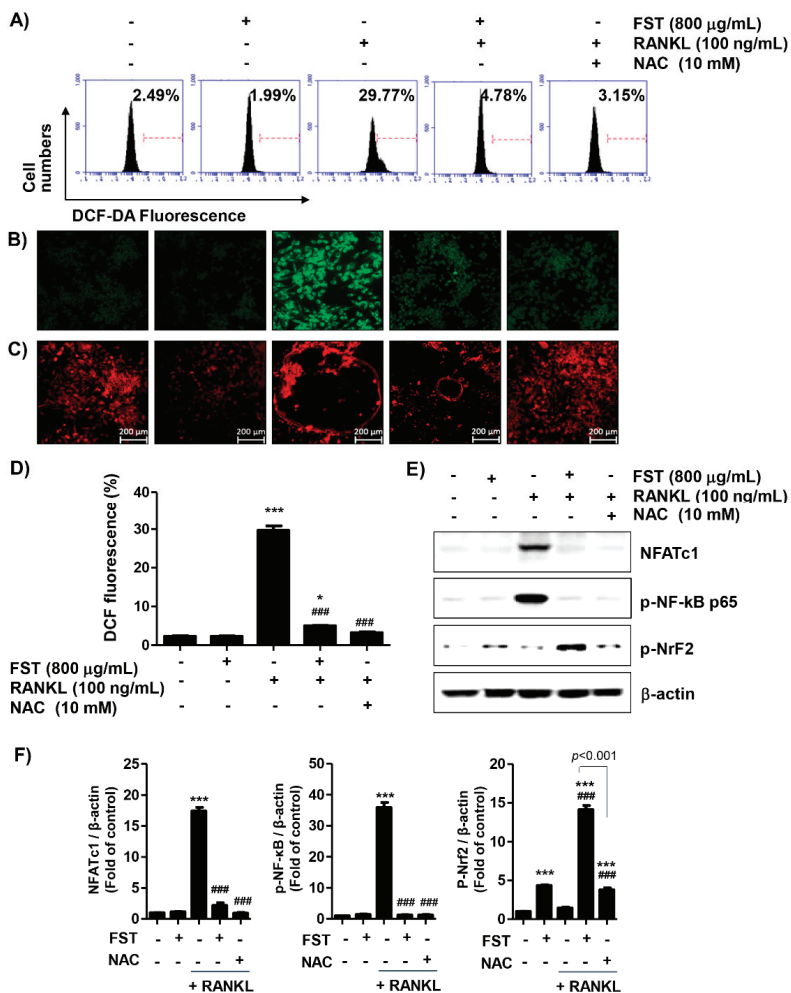 A)
- + - + - FST (800 μg/mL)
- - + + + RANKL (100 ng/mL)
- - - - + NAC (10 mM)
2.49% 1.99% 29.77% 4.78% 3.15%
Cell numbers
DCF-DA Fluorescence
B)
C)
200 μm 200 μm 200 μm 200 μm 200 μm
D)
DCF fluorescence (%)
40
30
20
10
0
***
*
###
###
FST (800 μg/mL) - + - + -
RANKL (100 ng/mL) - - + + +
NAC (10 mM) - - - - +
E)
- + - + - FST (800 μg/mL)
- - + + + RANKL (100 ng/mL)
- - - - + NAC (10 mM)
NFATc1
p-NF-kB p65
p-NrF2
β-actin
F)
NFATc1 / β-actin
(Fold of control)
25
20
15
10
5
0
***
###
###
p-NF-κB / β-actin
(Fold of control)
50
40
30
20
10
0
***
### ###
P-Nrf2 / β-actin
(Fold of control)
20
15
10
5
0
p<0.001
***
***
###
***
###
FST - + - + - - + - + - - + - + -
NAC - - - - + - - - - + - - - - +
+ RANKL + RANKL + RANKL